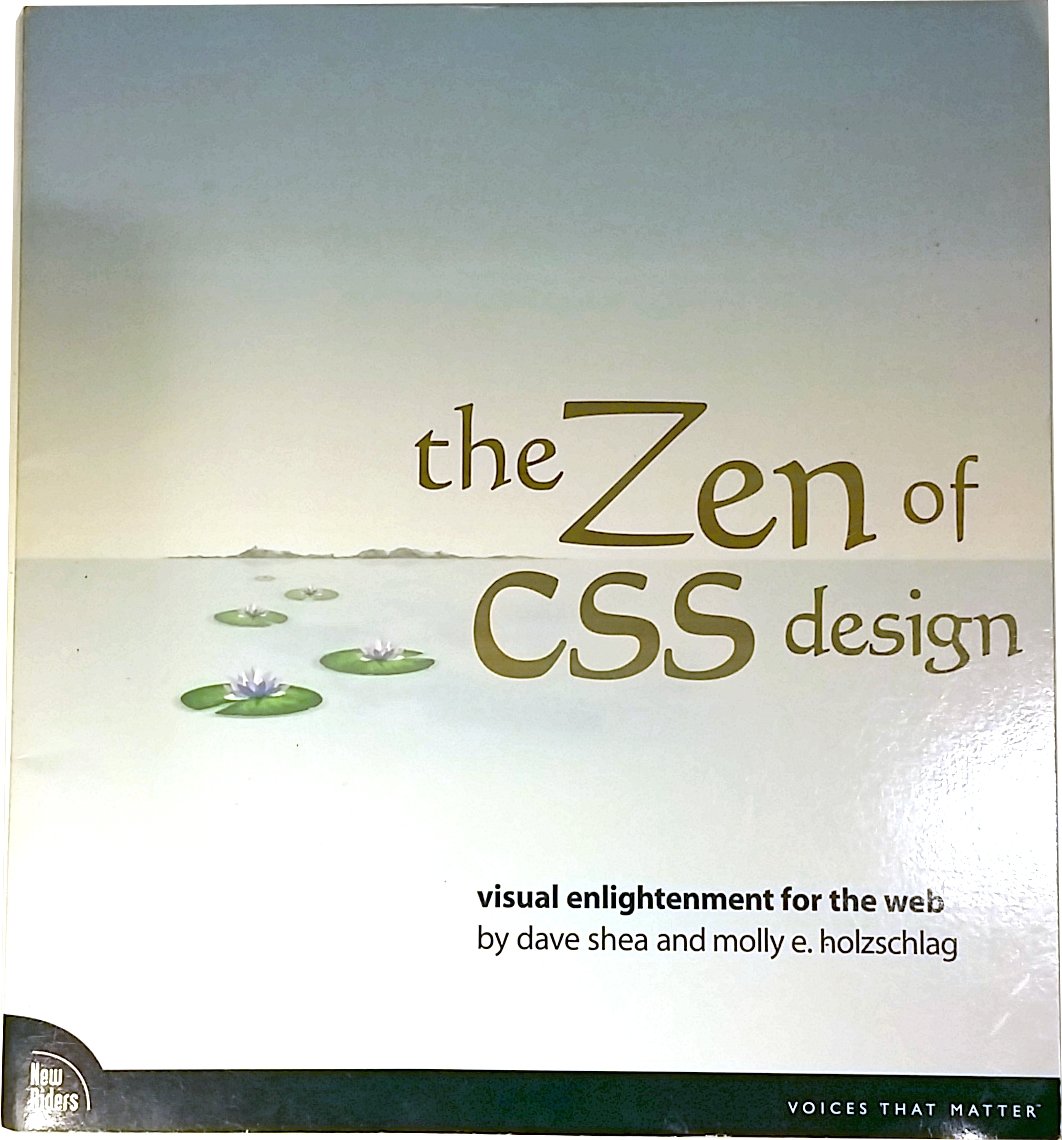 the Zen of
CSS design
visual enlightenment for the web
by dave shea and molly e. holzschlag
New
Riders
VOICES THAT MATTER™